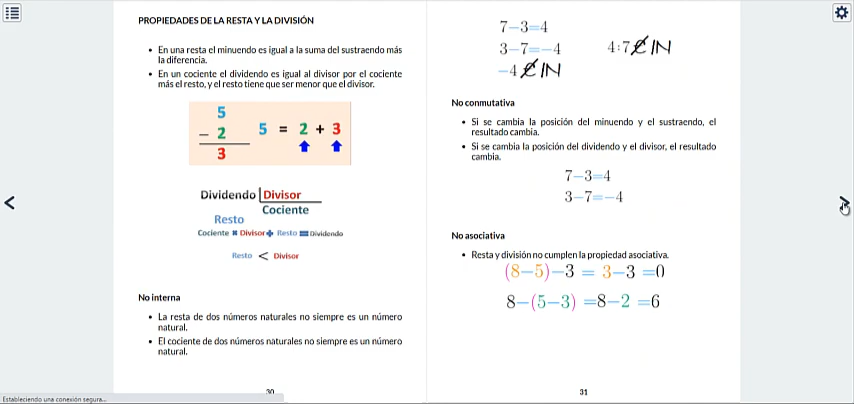 PROPIEDADES DE LA RESTA Y LA DIVISIÓN
• En una resta el minuendo es igual a la suma del sustraendo más
la diferencia.
• En un cociente el dividendo es igual al divisor por el cociente
más el resto, y el resto tiene que ser menor que el divisor.
5
− 2
3
5 = 2 + 3
Dividendo Divisor
Cociente
Resto
Cociente ✖ Divisor ✚ Resto = Dividendo
Resto < Divisor
No interna
• La resta de dos números naturales no siempre es un número
natural.
• El cociente de dos números naturales no siempre es un número
natural.
30
7−3=4
3−7=−4
−4 ∉ IN
4:7 ∉ IN
No conmutativa
• Si se cambia la posición del minuendo y el sustraendo, el
resultado cambia.
• Si se cambia la posición del dividendo y el divisor, el resultado
cambia.
7−3=4
3−7=−4
No asociativa
• Resta y división no cumplen la propiedad asociativa.
(8−5)−3 = 3−3 =0
8−(5−3) =8−2 =6
31
Estableciendo una conexión segura...